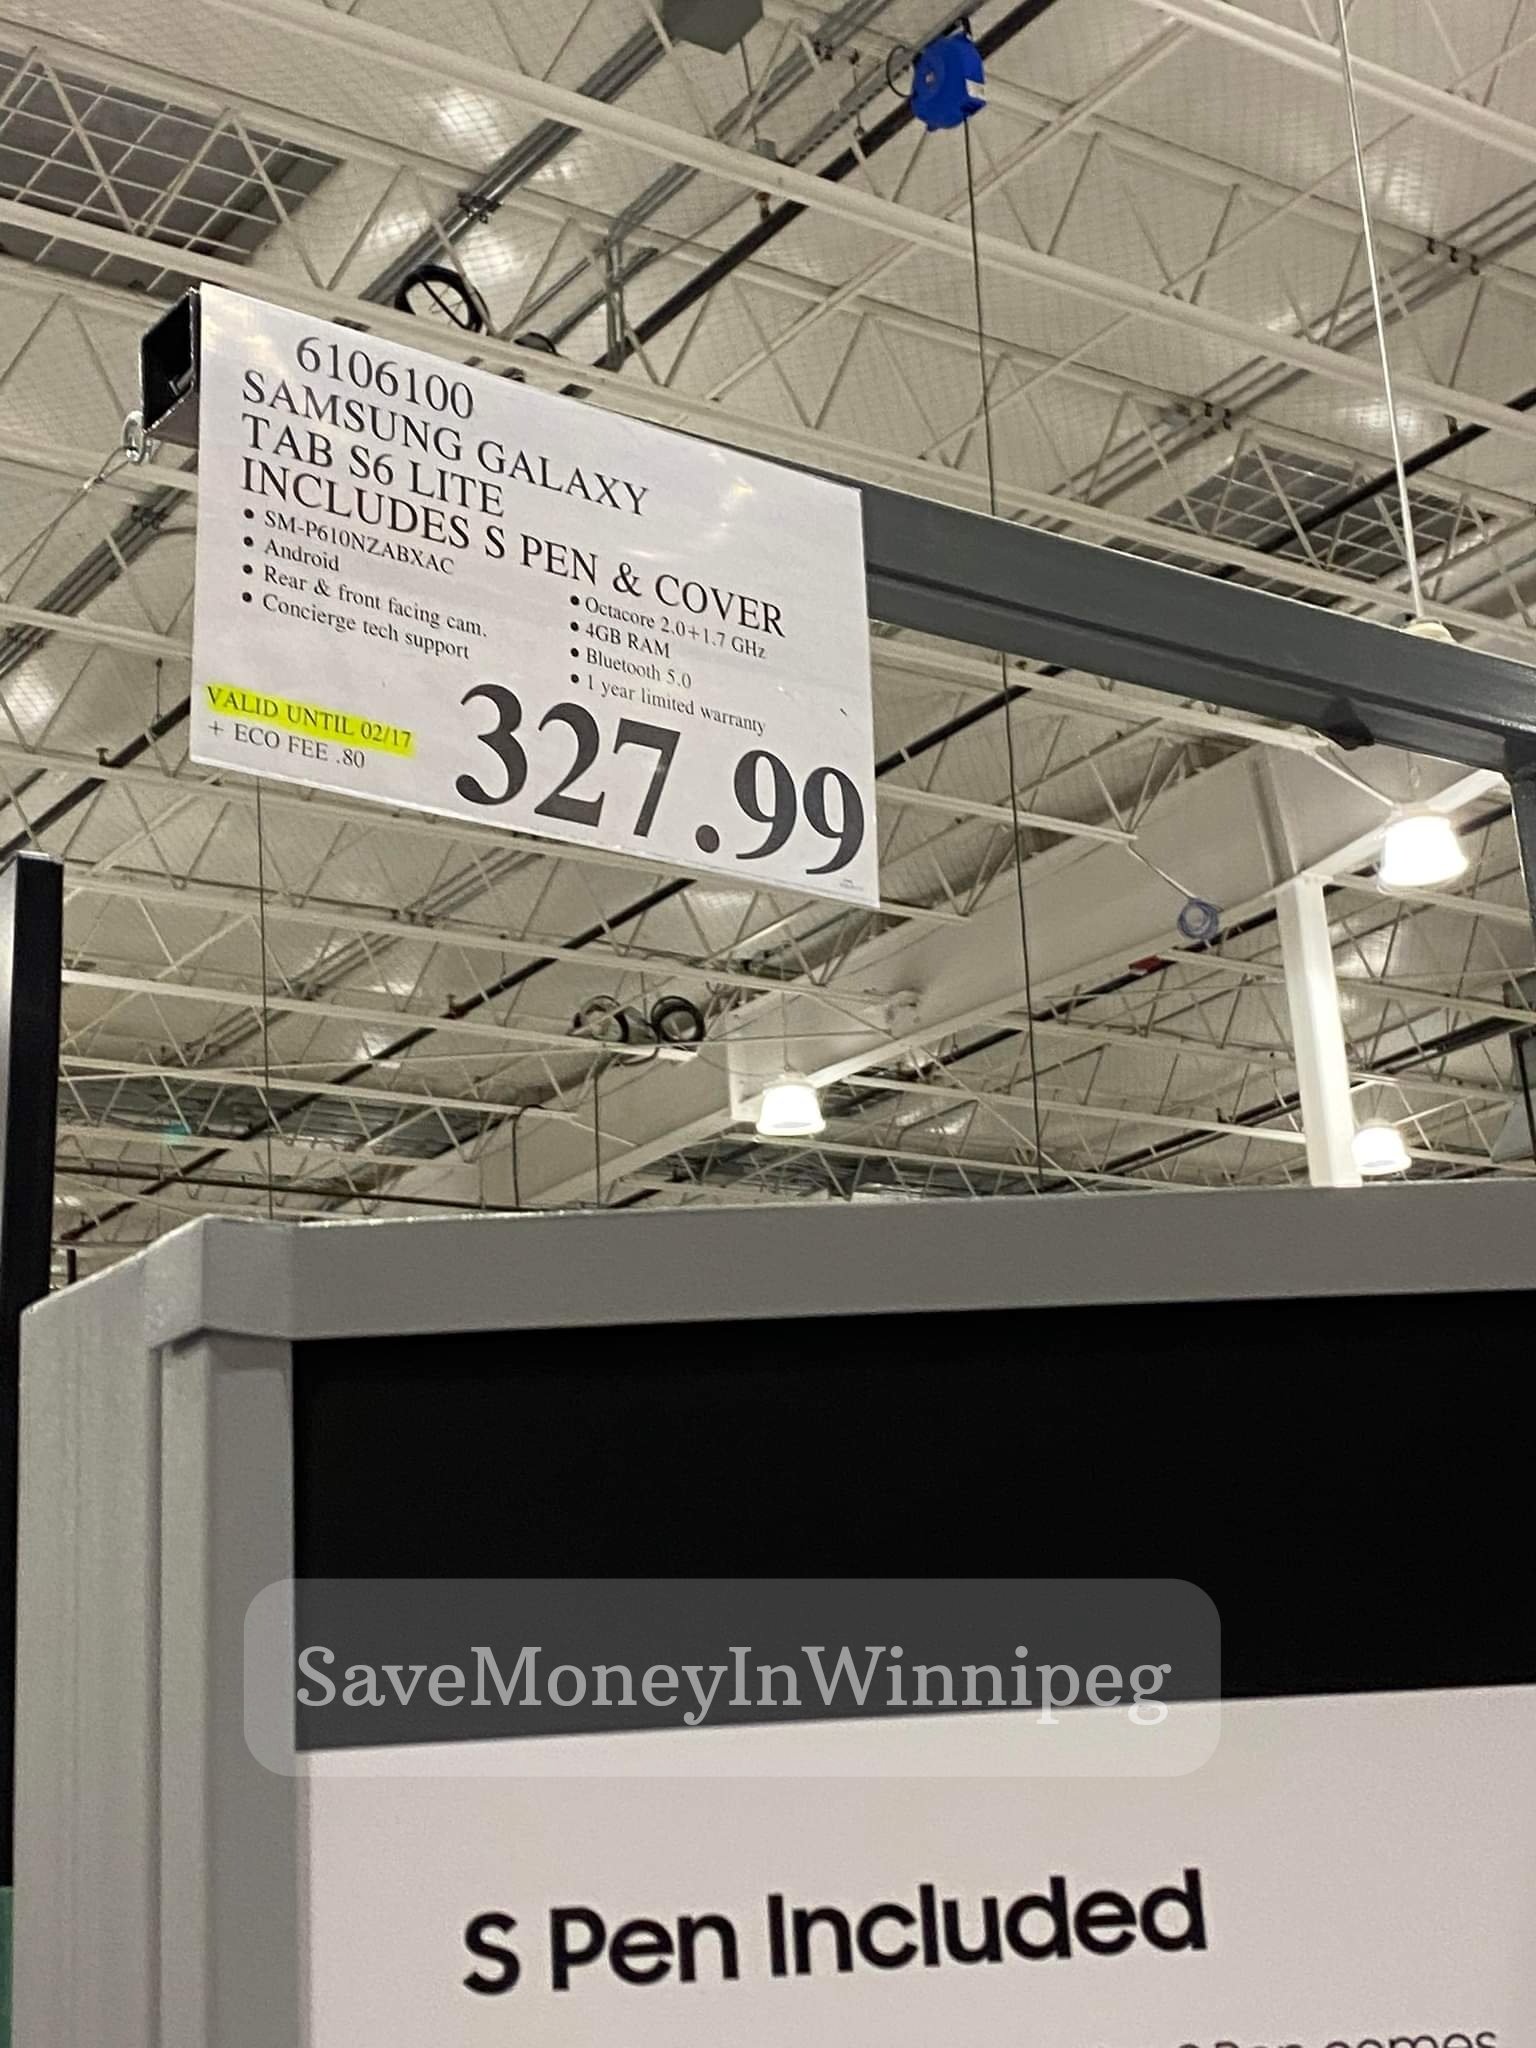 6106100
SAMSUNG GALAXY
TAB S6 LITE
INCLUDES S PEN & COVER
• SM-P610NZABXAC
• Android
• Rear & front facing cam.
• Concierge tech support
• Octacore 2.0+1.7 GHz
• 4GB RAM
• Bluetooth 5.0
• 1 year limited warranty
VALID UNTIL 02/17
+ ECO FEE .80
327.99
SaveMoneyInWinnipeg
S Pen Included
S Pen comes